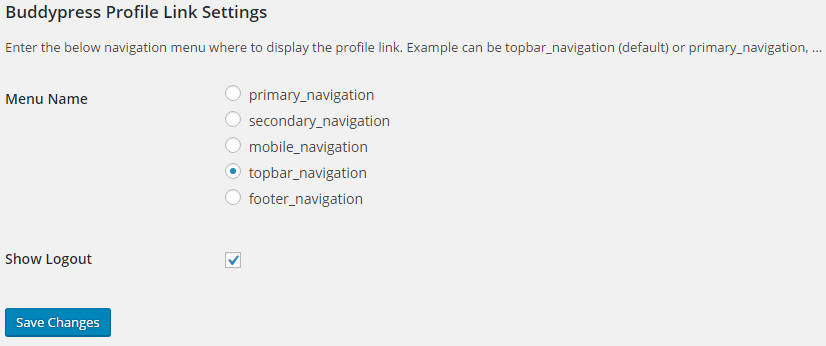 Buddypress Profile Link Settings
Enter the below navigation menu where to display the profile link. Example can be topbar_navigation (default) or primary_navigation, ...
Menu Name
primary_navigation
secondary_navigation
mobile_navigation
topbar_navigation
footer_navigation
Show Logout
Save Changes